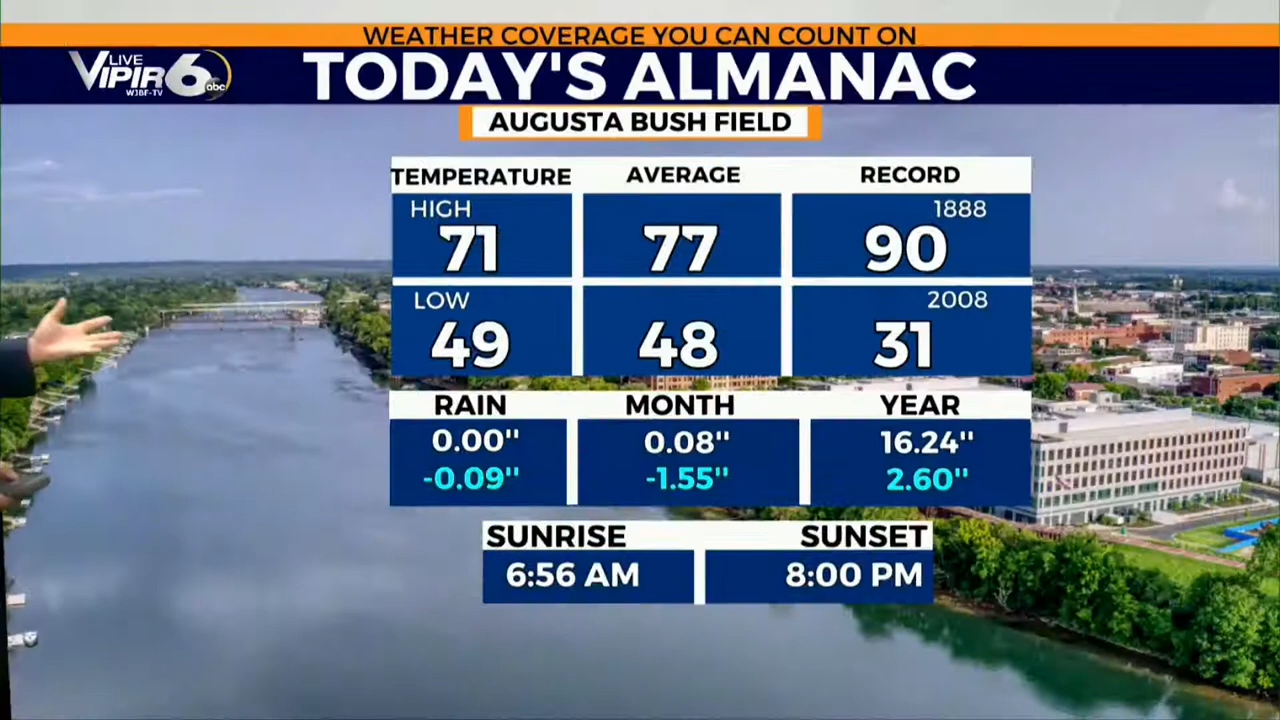 WEATHER COVERAGE YOU CAN COUNT ON
LIVE
VIPIR 6 abc
WJBF-TV
TODAY'S ALMANAC
AUGUSTA BUSH FIELD
TEMPERATURE AVERAGE RECORD
HIGH 1888
71 77 90
LOW 2008
49 48 31
RAIN MONTH YEAR
0.00" 0.08" 16.24"
-0.09" -1.55" 2.60"
SUNRISE SUNSET
6:56 AM 8:00 PM